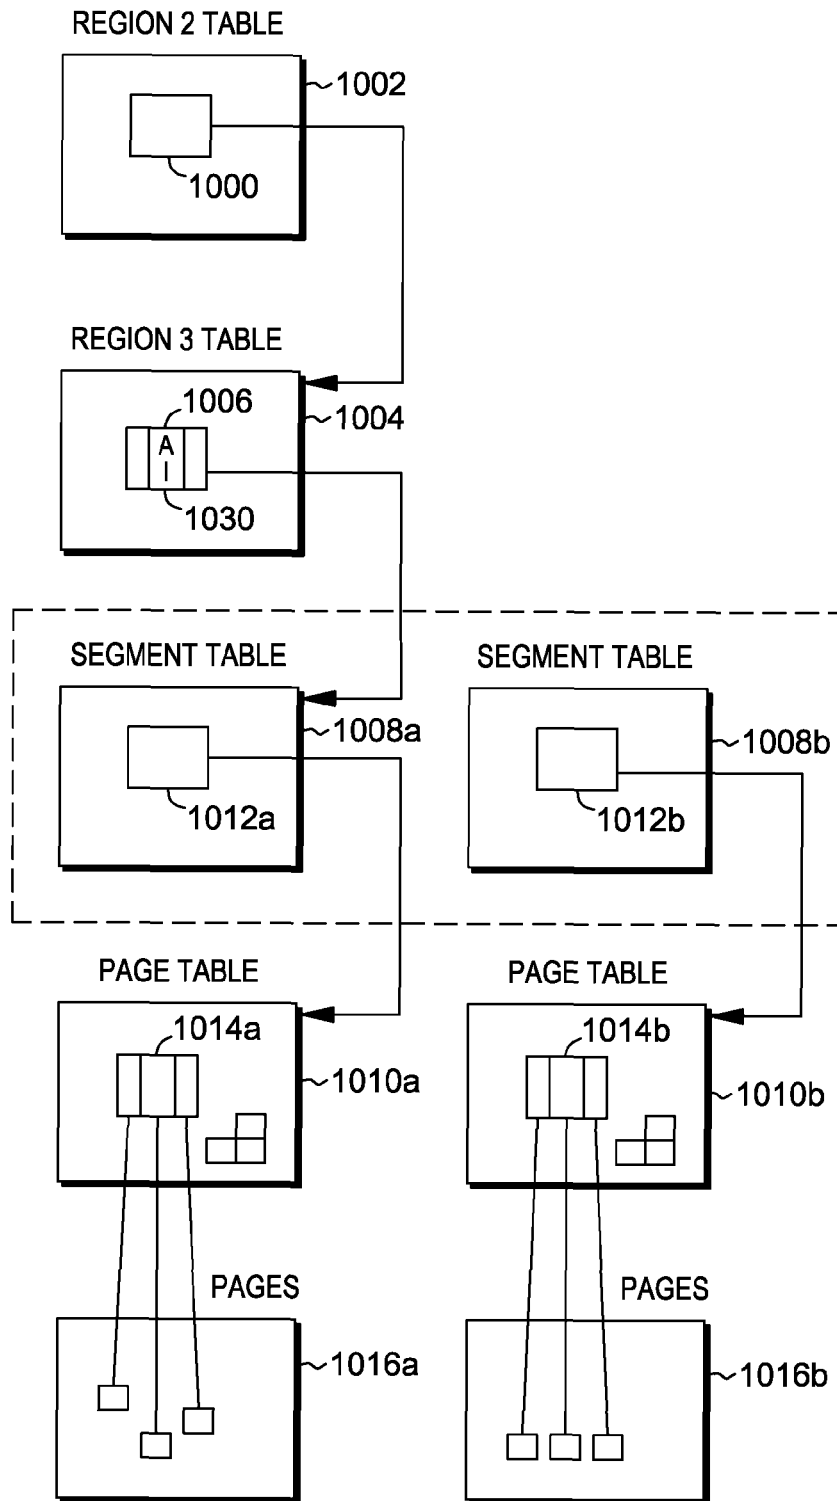 REGION 2 TABLE
1002
1000
REGION 3 TABLE
1006
1004
A
I
1030
SEGMENT TABLE
SEGMENT TABLE
1008a
1008b
1012a
1012b
PAGE TABLE
PAGE TABLE
1014a
1014b
1010a
1010b
PAGES
PAGES
1016a
1016b